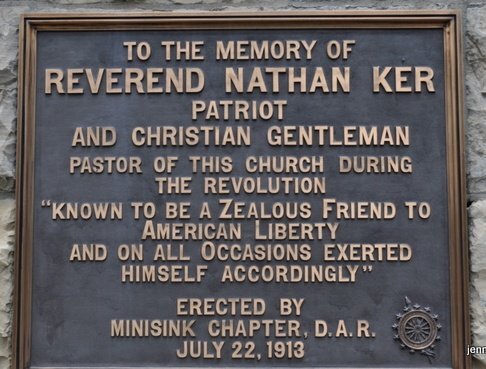 TO THE MEMORY OF
REVEREND NATHAN KER
PATRIOT
AND CHRISTIAN GENTLEMAN
PASTOR OF THIS CHURCH DURING
THE REVOLUTION
"KNOWN TO BE A ZEALOUS FRIEND TO
AMERICAN LIBERTY
AND ON ALL OCCASIONS EXERTED
HIMSELF ACCORDINGLY"
ERECTED BY
MINISINK CHAPTER, D.A.R.
JULY 22, 1913